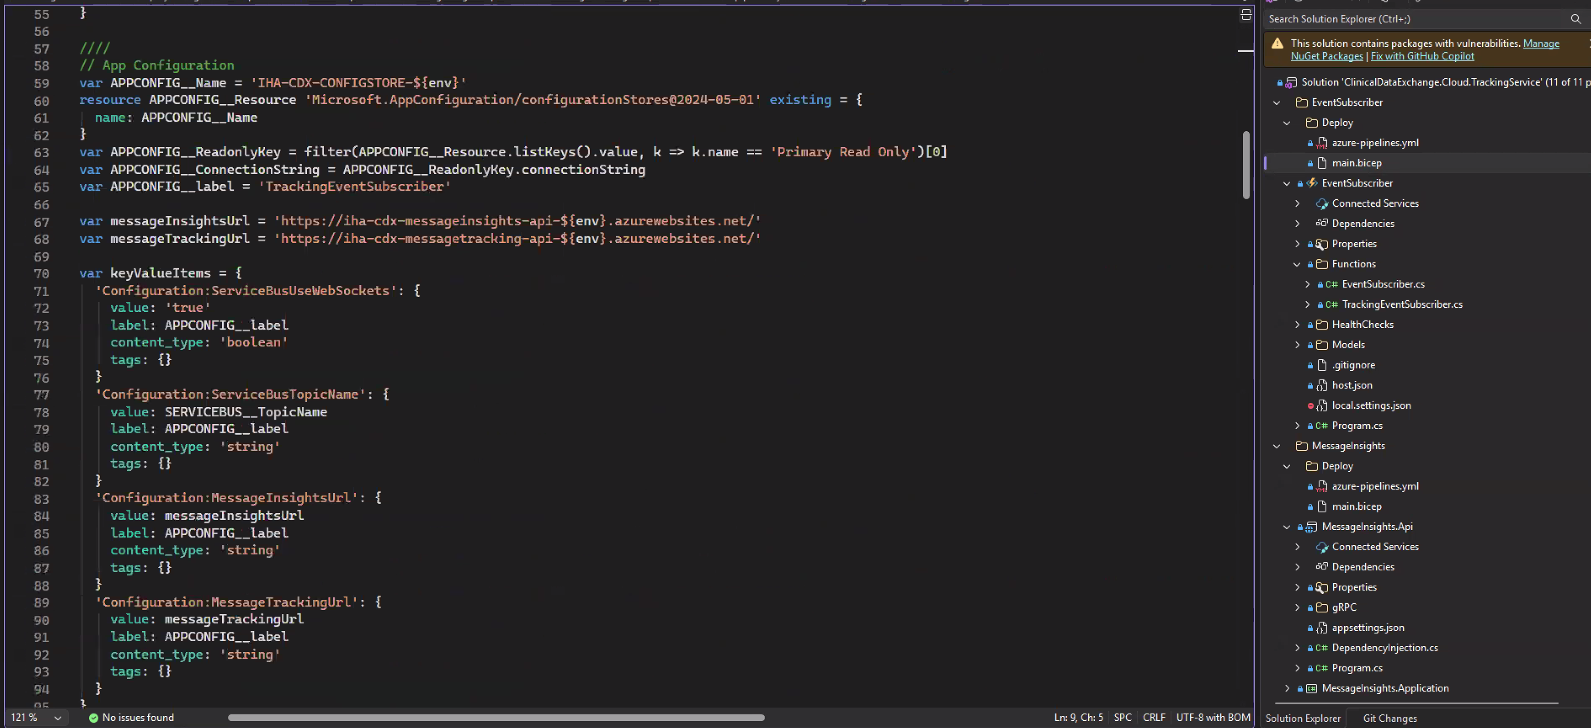 55 }
56
57 ////
58 // App Configuration
59 var APPCONFIG__Name = 'IHA-CDX-CONFIGSTORE-${env}'
60 resource APPCONFIG__Resource 'Microsoft.AppConfiguration/configurationStores@2024-05-01' existing = {
61 name: APPCONFIG__Name
62 }
63 var APPCONFIG__ReadonlyKey = filter(APPCONFIG__Resource.listKeys().value, k => k.name == 'Primary Read Only')[0]
64 var APPCONFIG__ConnectionString = APPCONFIG__ReadonlyKey.connectionString
65 var APPCONFIG__label = 'TrackingEventSubscriber'
66
67 var messageInsightsUrl = 'https://iha-cdx-messageinsights-api-${env}.azurewebsites.net/'
68 var messageTrackingUrl = 'https://iha-cdx-messagetracking-api-${env}.azurewebsites.net/'
69
70 var keyValueItems = {
71 'Configuration:ServiceBusUseWebSockets': {
72 value: 'true'
73 label: APPCONFIG__label
74 content_type: 'boolean'
75 tags: {}
76 }
77 'Configuration:ServiceBusTopicName': {
78 value: SERVICEBUS__TopicName
79 label: APPCONFIG__label
80 content_type: 'string'
81 tags: {}
82 }
83 'Configuration:MessageInsightsUrl': {
84 value: messageInsightsUrl
85 label: APPCONFIG__label
86 content_type: 'string'
87 tags: {}
88 }
89 'Configuration:MessageTrackingUrl': {
90 value: messageTrackingUrl
91 label: APPCONFIG__label
92 content_type: 'string'
93 tags: {}
94 }
95 }
121 %
No issues found
Ln: 9, Ch: 5
SPC
CRLF
UTF-8 with BOM
Search Solution Explorer (Ctrl+;)
This solution contains packages with vulnerabilities. Manage
NuGet Packages | Fix with GitHub Copilot
Solution 'ClinicalDataExchange.Cloud.TrackingService' (11 of 11 p
EventSubscriber
Deploy
azure-pipelines.yml
main.bicep
EventSubscriber
Connected Services
Dependencies
Properties
Functions
C# EventSubscriber.cs
C# TrackingEventSubscriber.cs
HealthChecks
Models
.gitignore
host.json
local.settings.json
C# Program.cs
MessageInsights
Deploy
azure-pipelines.yml
main.bicep
MessageInsights.Api
Connected Services
Dependencies
Properties
gRPC
appsettings.json
C# DependencyInjection.cs
C# Program.cs
MessageInsights.Application
Solution Explorer
Git Changes